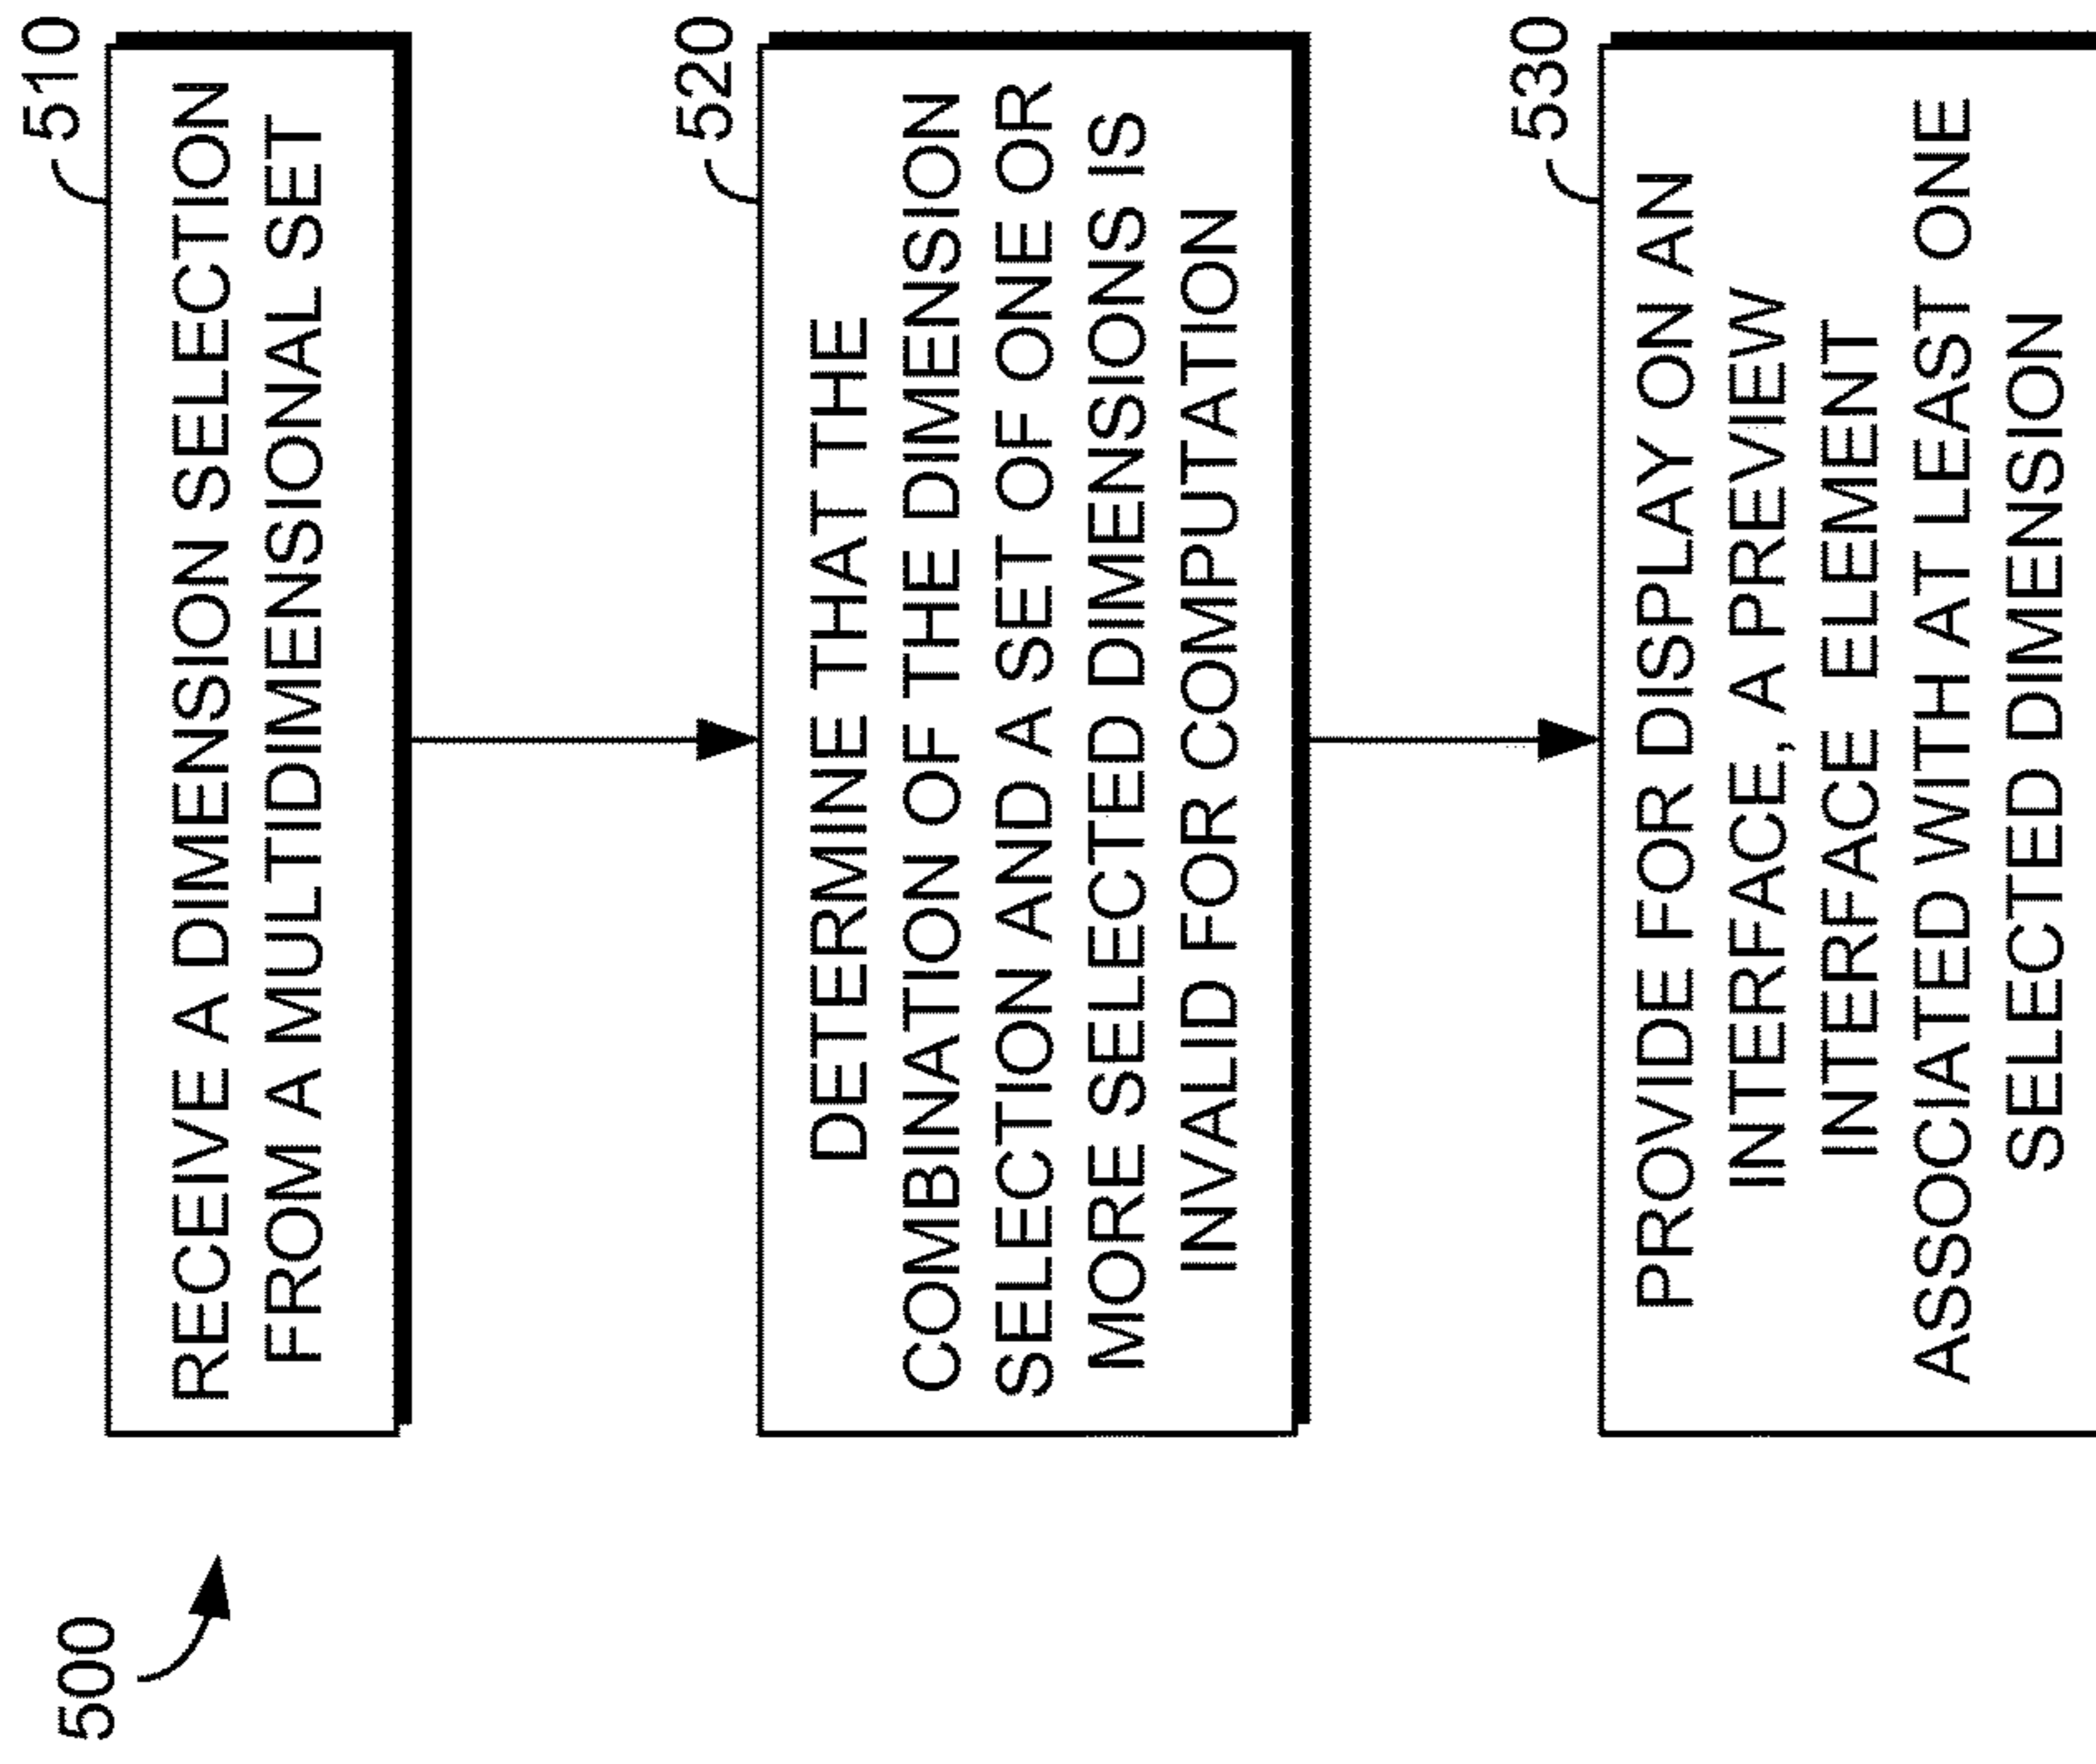 500
510
RECEIVE A DIMENSION SELECTION
FROM A MULTIDIMENSIONAL SET
520
DETERMINE THAT THE
COMBINATION OF THE DIMENSION
SELECTION AND A SET OF ONE OR
MORE SELECTED DIMENSIONS IS
INVALID FOR COMPUTATION
530
PROVIDE FOR DISPLAY ON AN
INTERFACE, A PREVIEW
INTERFACE ELEMENT
ASSOCIATED WITH AT LEAST ONE
SELECTED DIMENSION